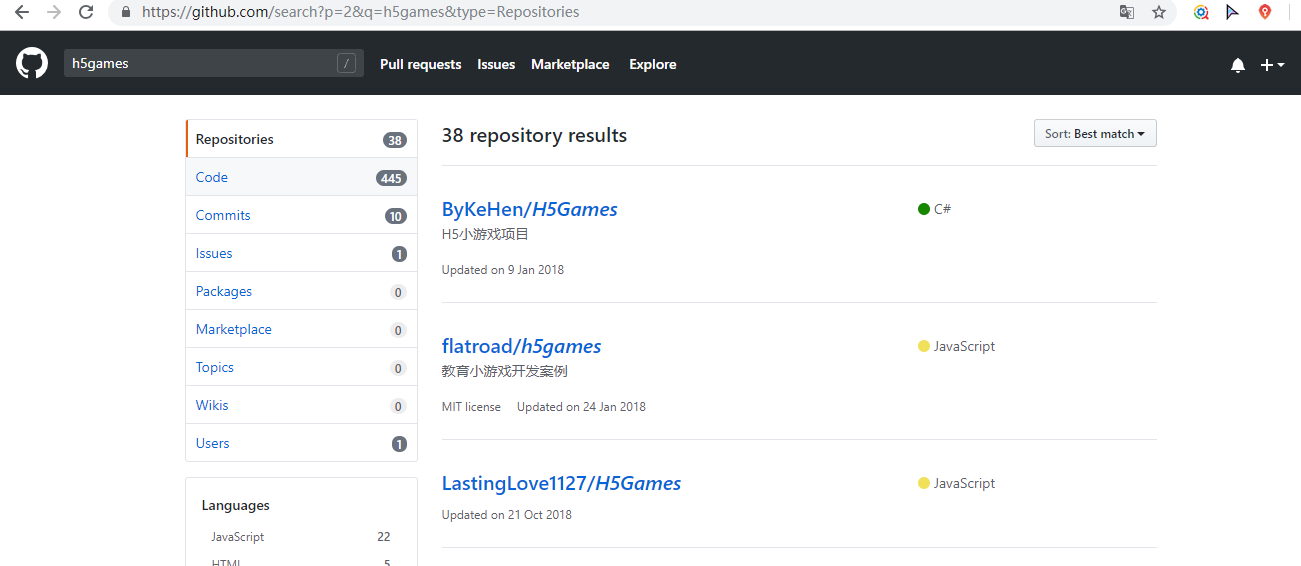 https://github.com/search?p=2&q=h5games&type=Repositories
h5games /
Pull requests Issues Marketplace Explore
Repositories 38
Code 445
Commits 10
Issues 1
Packages 0
Marketplace 0
Topics 0
Wikis 0
Users 1
Languages
JavaScript 22
HTML 5
38 repository results
Sort: Best match
ByKeHen/H5Games
C#
H5小游戏项目
Updated on 9 Jan 2018
flatroad/h5games
JavaScript
教育小游戏开发案例
MIT license Updated on 24 Jan 2018
LastingLove1127/H5Games
JavaScript
Updated on 21 Oct 2018